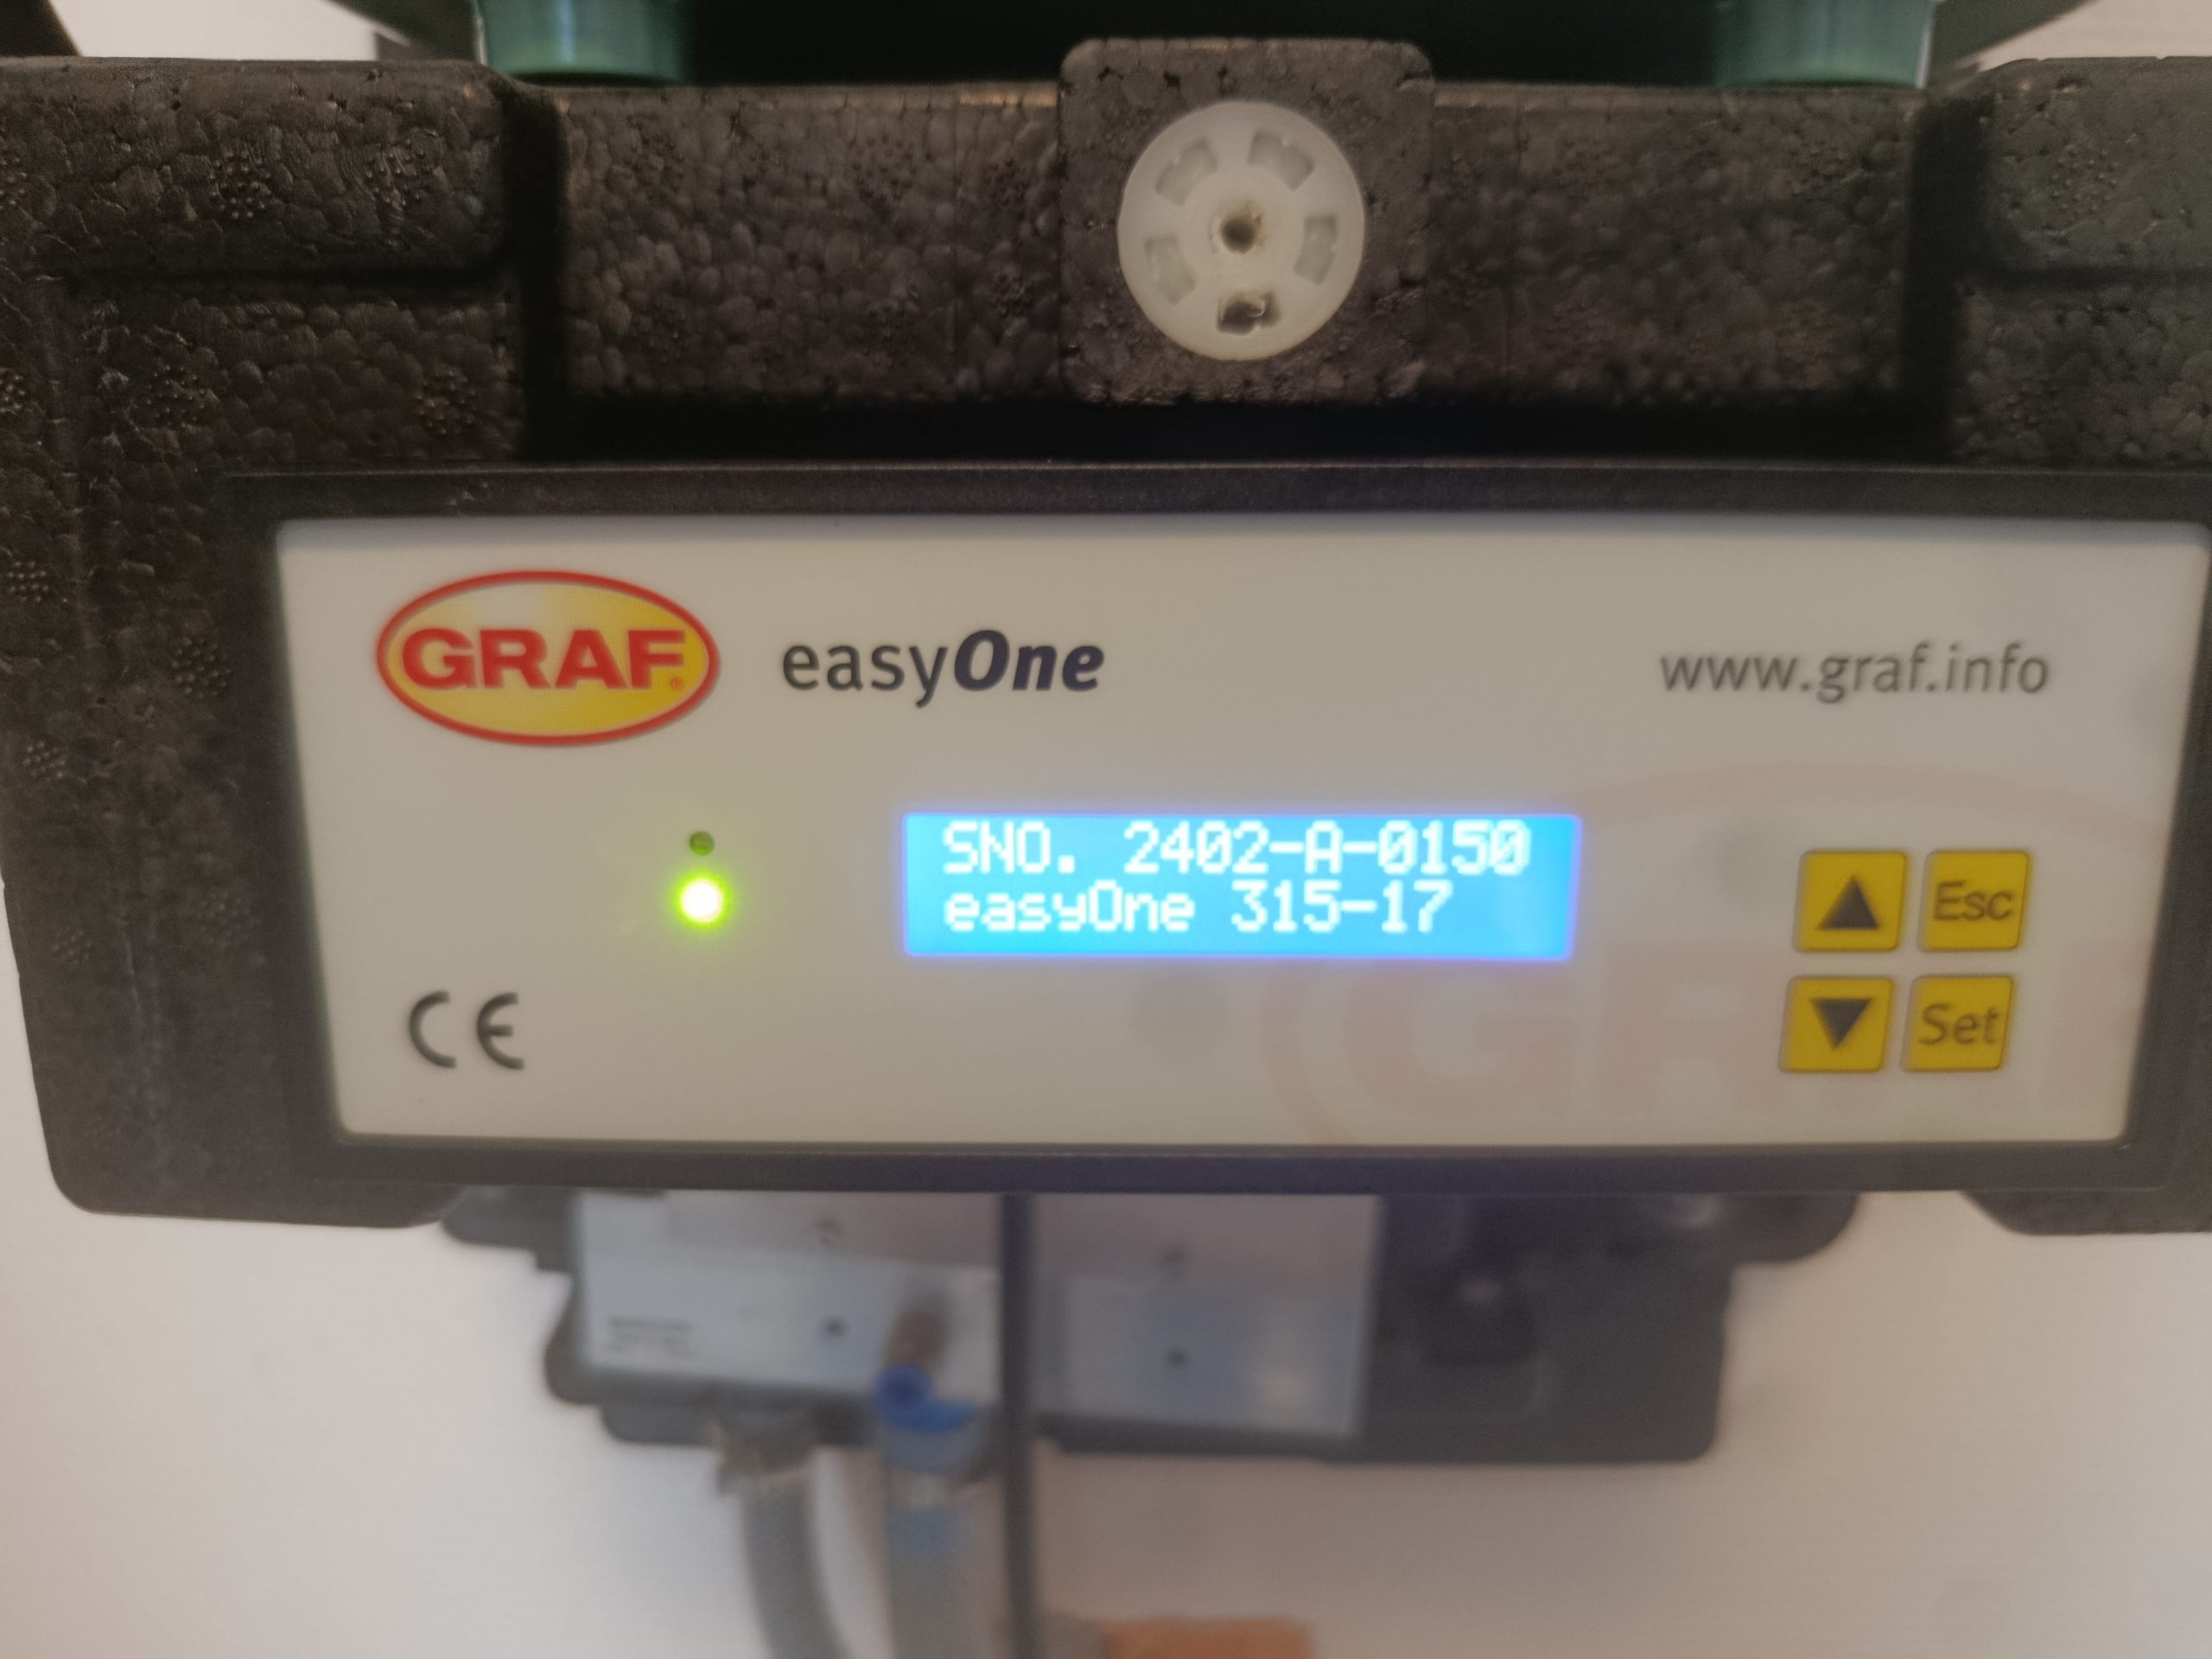 GRAF®
easyOne
www.graf.info
SNO. 2402-A-0150
easyOne 315-17
▲ Esc
▼ Set
CE